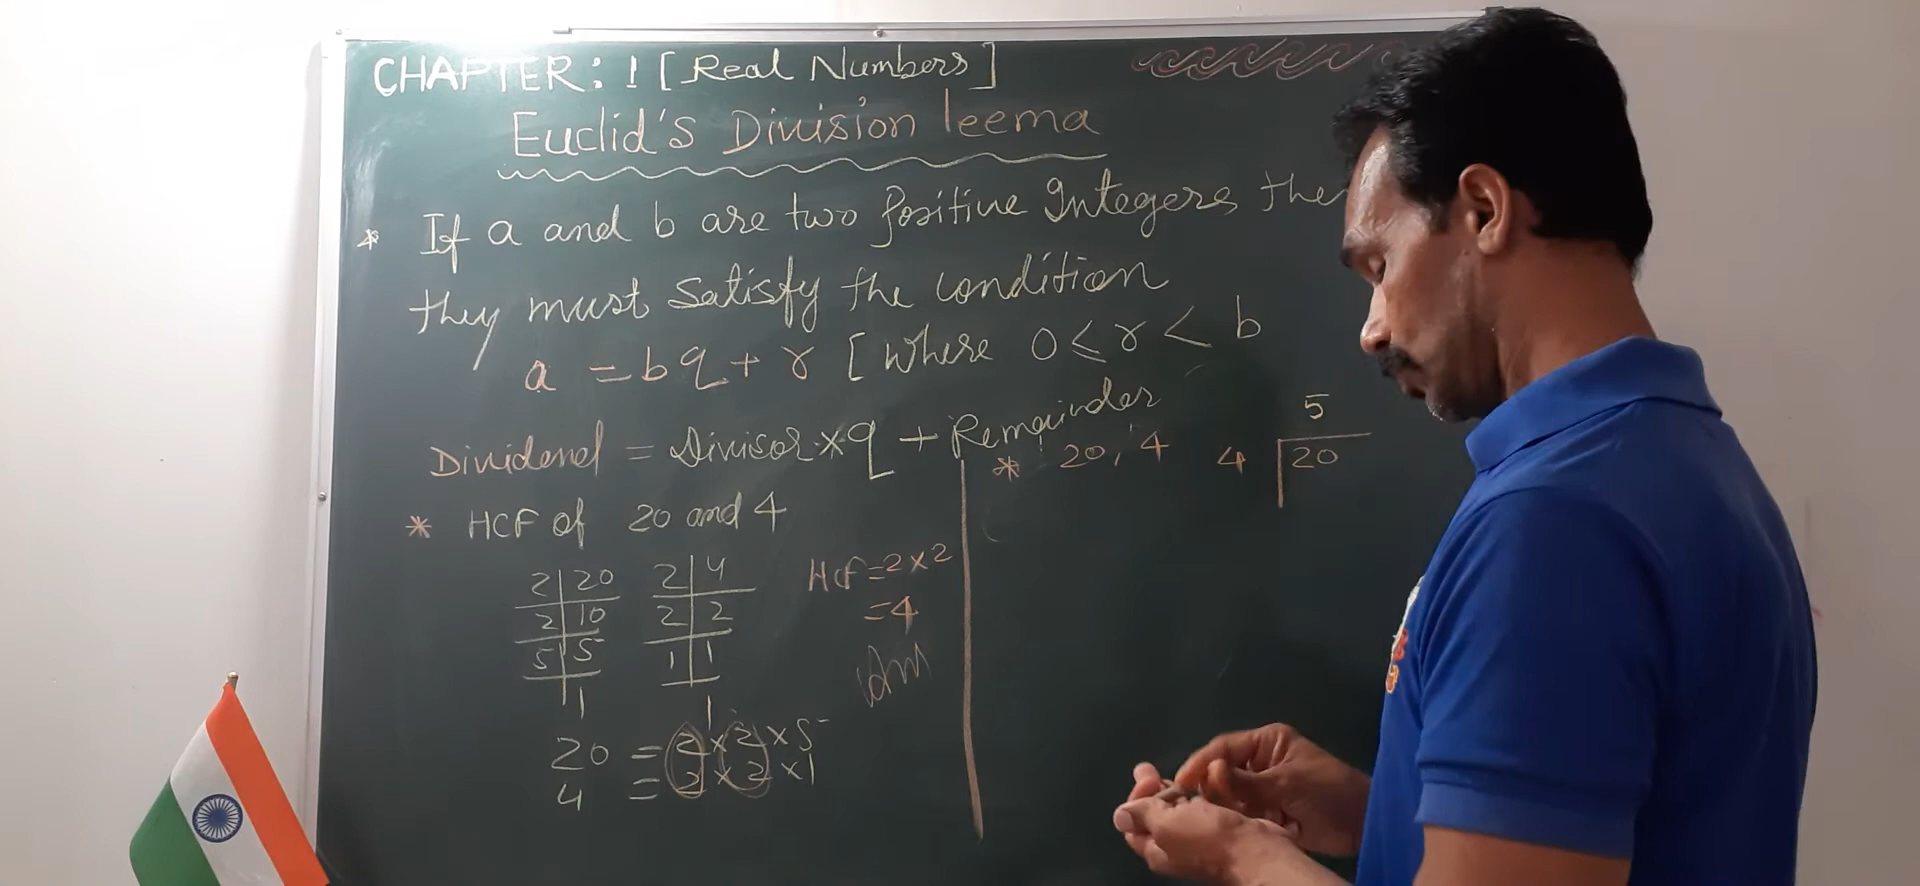 CHAPTER: 1 [Real Numbers]
Euclid's Division leema
* If a and b are two Positive Integers the
they must satisfy the condition
a = bq + r [where 0 ≤ r < b
Dividend = Divisor × q + Remainder
* HCF of 20 and 4
2 | 20
2 | 10
5 | 5
1
2 | 4
2 | 2
1 | 1
1
HCF = 2 × 2
= 4
20 = 2 × 2 × 5
4 = 2 × 2 × 1
* 20, 4
5
4 | 20